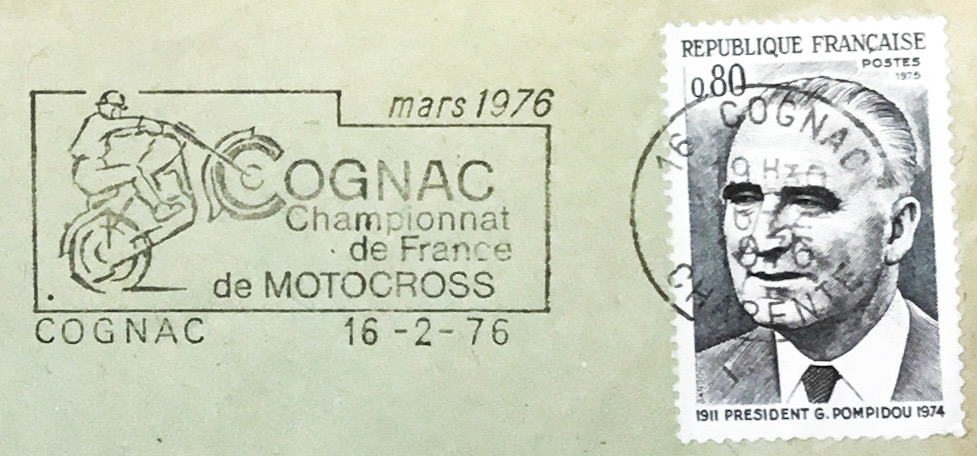 mars 1976
COGNAC
Championnat
de France
de MOTOCROSS
COGNAC 16-2-76
REPUBLIQUE FRANÇAISE
POSTES
1975
0,80
16 COGNAC
CHARENTE
1911 PRESIDENT G. POMPIDOU 1974